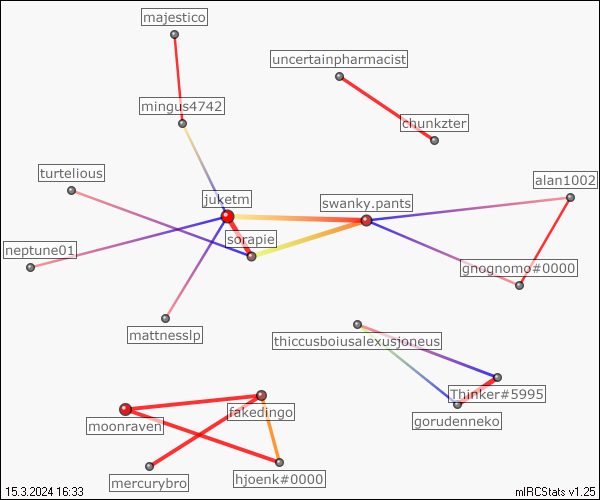 majestico
uncertainpharmacist
mingus4742
chunkzter
turtelious
alan1002
juketm
swanky.pants
sorapie
neptune01
gnognomo#0000
mattnesslp
thiccusboiusalexusjoneus
Thinker#5995
fakedingo
gorudenneko
moonraven
mercurybro
hjoenk#0000
15.3.2024 16:33
mIRCStats v1.25